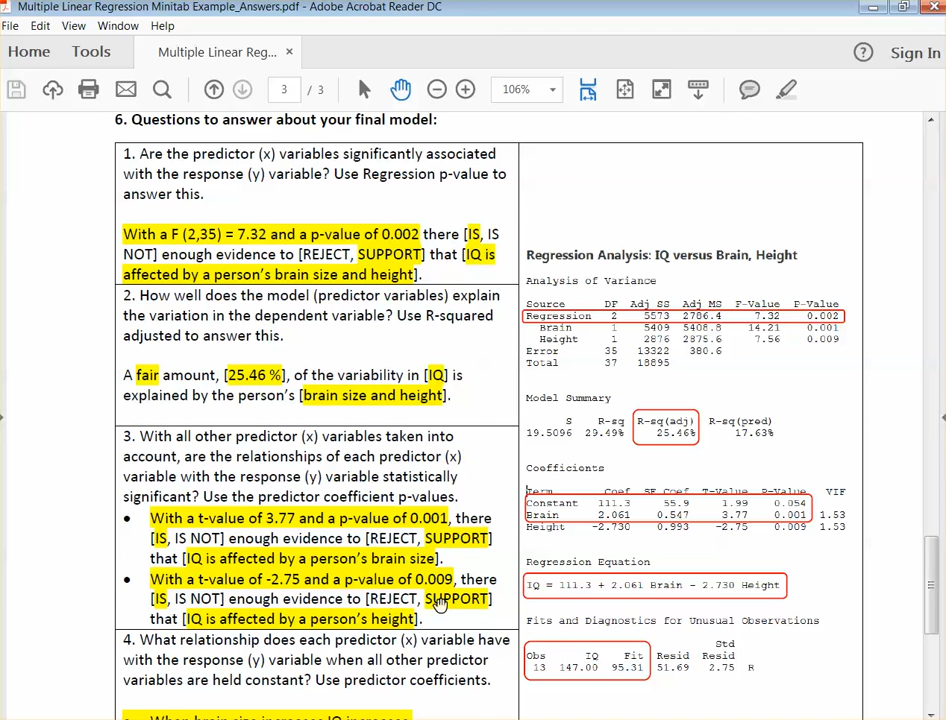 Multiple Linear Regression Minitab Example_Answers.pdf - Adobe Acrobat Reader DC
File Edit View Window Help
Home Tools Multiple Linear Reg... × ? Sign In
3 / 3 106%
6. Questions to answer about your final model:
1. Are the predictor (x) variables significantly associated
with the response (y) variable? Use Regression p-value to
answer this.
With a F (2,35) = 7.32 and a p-value of 0.002 there [IS, IS
NOT] enough evidence to [REJECT, SUPPORT] that [IQ is
affected by a person's brain size and height].
2. How well does the model (predictor variables) explain
the variation in the dependent variable? Use R-squared
adjusted to answer this.
A fair amount, [25.46 %], of the variability in [IQ] is
explained by the person's [brain size and height].
3. With all other predictor (x) variables taken into
account, are the relationships of each predictor (x)
variable with the response (y) variable statistically
significant? Use the predictor coefficient p-values.
• With a t-value of 3.77 and a p-value of 0.001, there
[IS, IS NOT] enough evidence to [REJECT, SUPPORT]
that [IQ is affected by a person's brain size].
• With a t-value of -2.75 and a p-value of 0.009, there
[IS, IS NOT] enough evidence to [REJECT, SUPPORT]
that [IQ is affected by a person's height].
4. What relationship does each predictor (x) variable have
with the response (y) variable when all other predictor
variables are held constant? Use predictor coefficients.
• When brain size increases IQ increases
Regression Analysis: IQ versus Brain, Height
Analysis of Variance
Source DF Adj SS Adj MS F-Value P-Value
Regression 2 5573 2786.4 7.32 0.002
Brain 1 5409 5408.8 14.21 0.001
Height 1 2876 2875.6 7.56 0.009
Error 35 13322 380.6
Total 37 18895
Model Summary
S R-sq R-sq(adj) R-sq(pred)
19.5096 29.49% 25.46% 17.63%
Coefficients
Term Coef SE Coef T-Value P-Value VIF
Constant 111.3 55.9 1.99 0.054
Brain 2.061 0.547 3.77 0.001 1.53
Height -2.730 0.993 -2.75 0.009 1.53
Regression Equation
IQ = 111.3 + 2.061 Brain - 2.730 Height
Fits and Diagnostics for Unusual Observations
Std
Obs IQ Fit Resid Resid
13 147.00 95.31 51.69 2.75 R